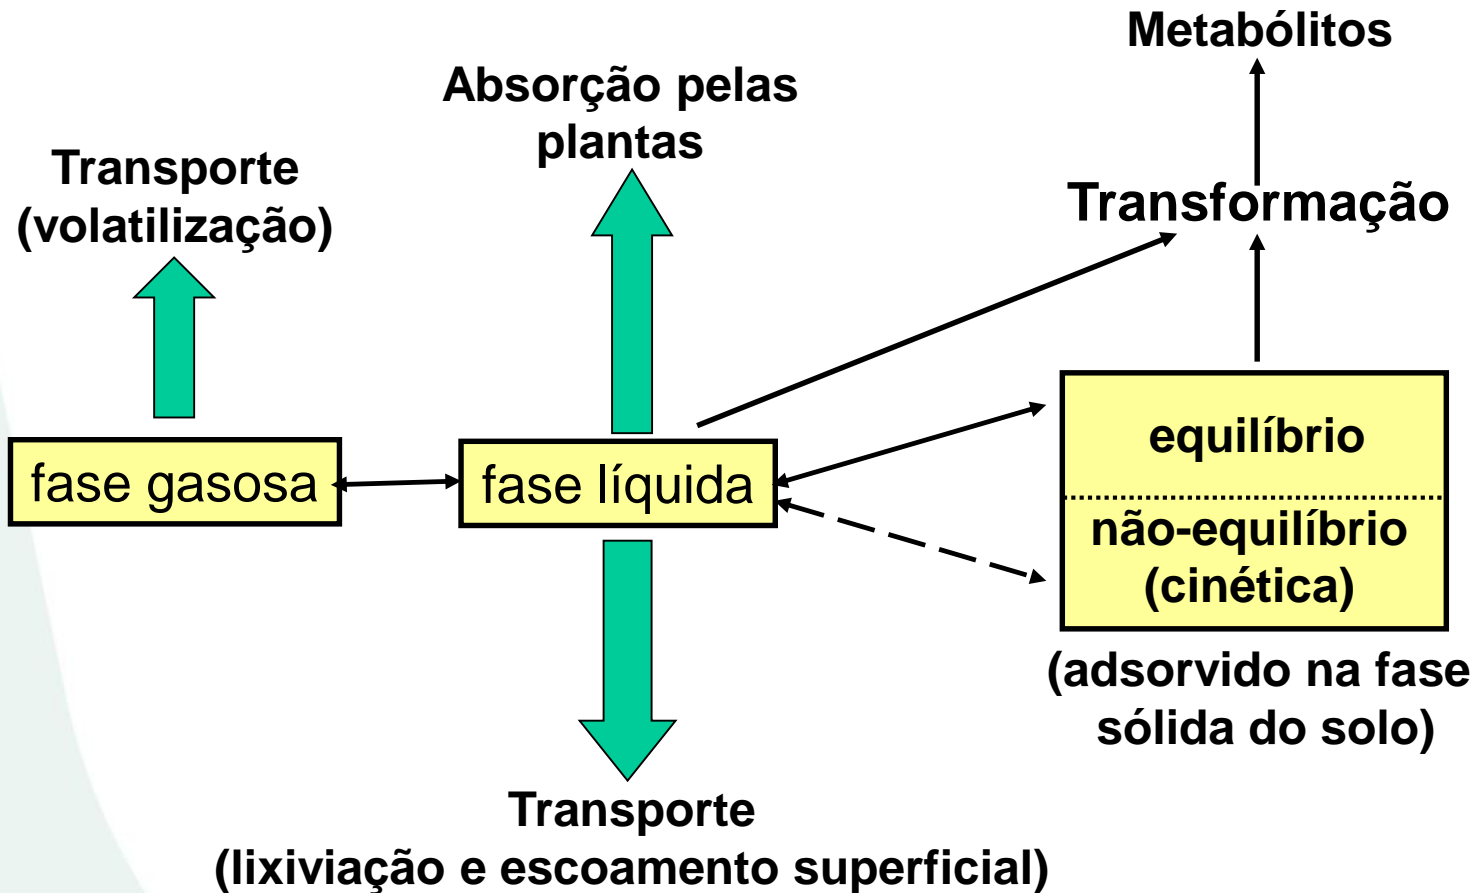 Metabólitos
Absorção pelas
plantas
Transporte
(volatilização)
Transformação
fase gasosa
fase líquida
equilíbrio
não-equilíbrio
(cinética)
(adsorvido na fase
sólida do solo)
Transporte
(lixiviação e escoamento superficial)